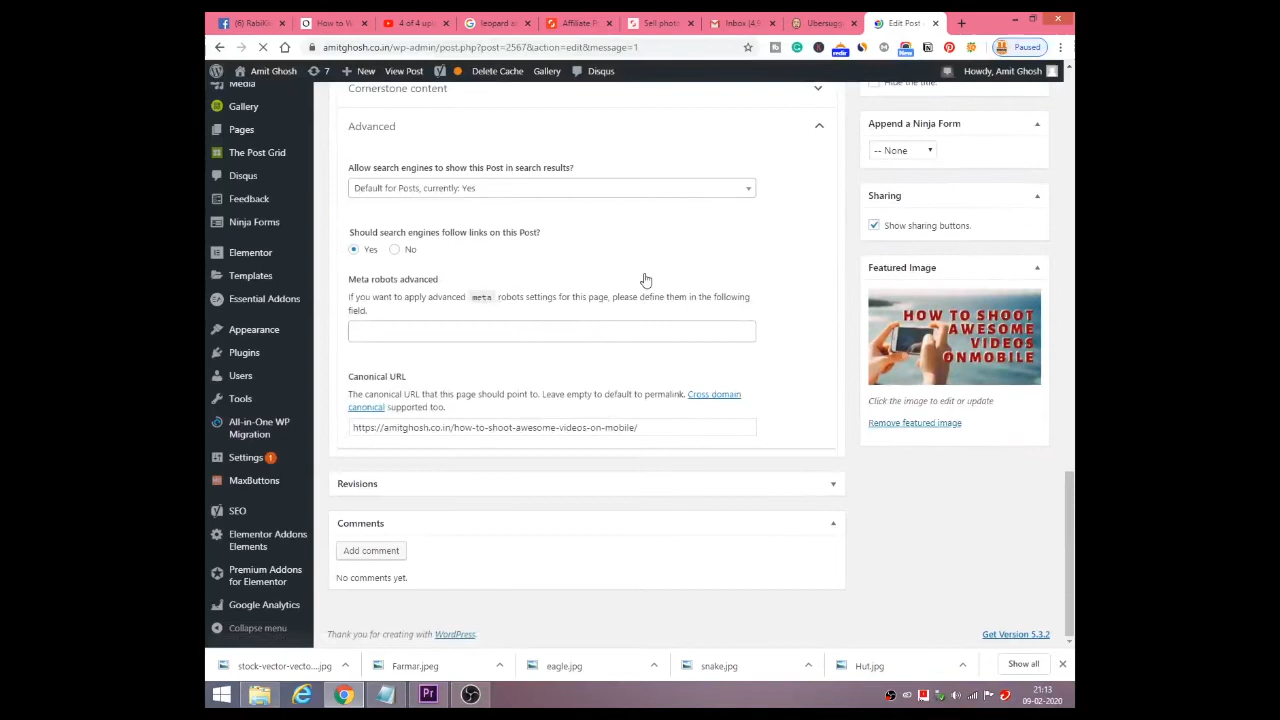 RabiKi
How to W
4 of 4 up
leopard a
Affiliate P
Sell photo
Inbox (4,9
Ubersugg
Edit Post
amitghosh.co.in/wp-admin/post.php?post=2567&action=edit&message=1
Paused
Amit Ghosh
7
New
View Post
Delete Cache
Gallery
Disqus
Howdy, Amit Ghosh
Media
Gallery
Pages
The Post Grid
Disqus
Feedback
Ninja Forms
Elementor
Templates
Essential Addons
Appearance
Plugins
Users
Tools
All-in-One WP
Migration
Settings 1
MaxButtons
SEO
Elementor Addons
Elements
Premium Addons
for Elementor
Google Analytics
Collapse menu
Cornerstone content
Advanced
Allow search engines to show this Post in search results?
Default for Posts, currently: Yes
Should search engines follow links on this Post?
Yes No
Meta robots advanced
If you want to apply advanced meta robots settings for this page, please define them in the following
field.
Canonical URL
The canonical URL that this page should point to. Leave empty to default to permalink. Cross domain
canonical supported too.
https://amitghosh.co.in/how-to-shoot-awesome-videos-on-mobile/
Revisions
Comments
Add comment
No comments yet.
Thank you for creating with WordPress.
Get Version 5.3.2
Hide the title.
Append a Ninja Form
-- None
Sharing
Show sharing buttons.
Featured Image
HOW TO SHOOT
AWESOME
VIDEOS
ONMOBILE
Click the image to edit or update
Remove featured image
stock-vector-vecto....jpg
Farmar.jpeg
eagle.jpg
snake.jpg
Hut.jpg
Show all
Pr
21:13
09-02-2020